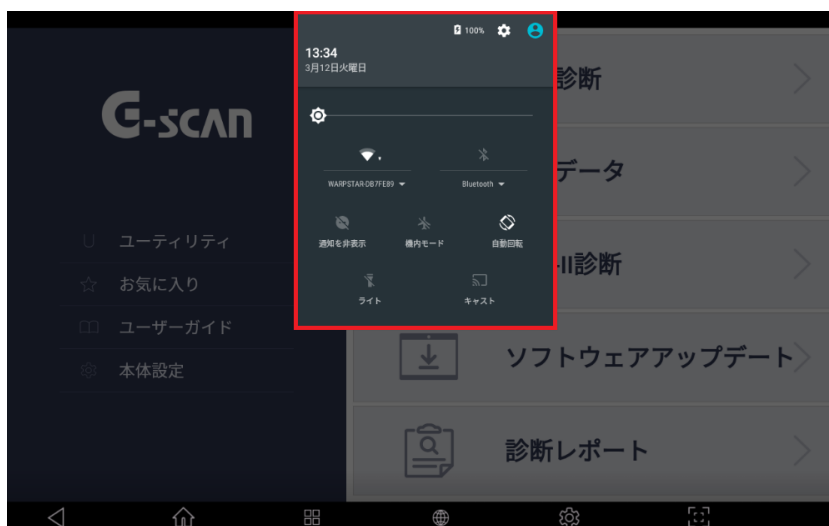 100%
13:34
3月12日火曜日
G-scan
診断
データ
WARPSTAR-DB7FE89
Bluetooth
通知を非表示
機内モード
自動回転
U ユーティリティ
II診断
お気に入り
ライト
キャスト
ユーザーガイド
本体設定
ソフトウェアアップデート
診断レポート